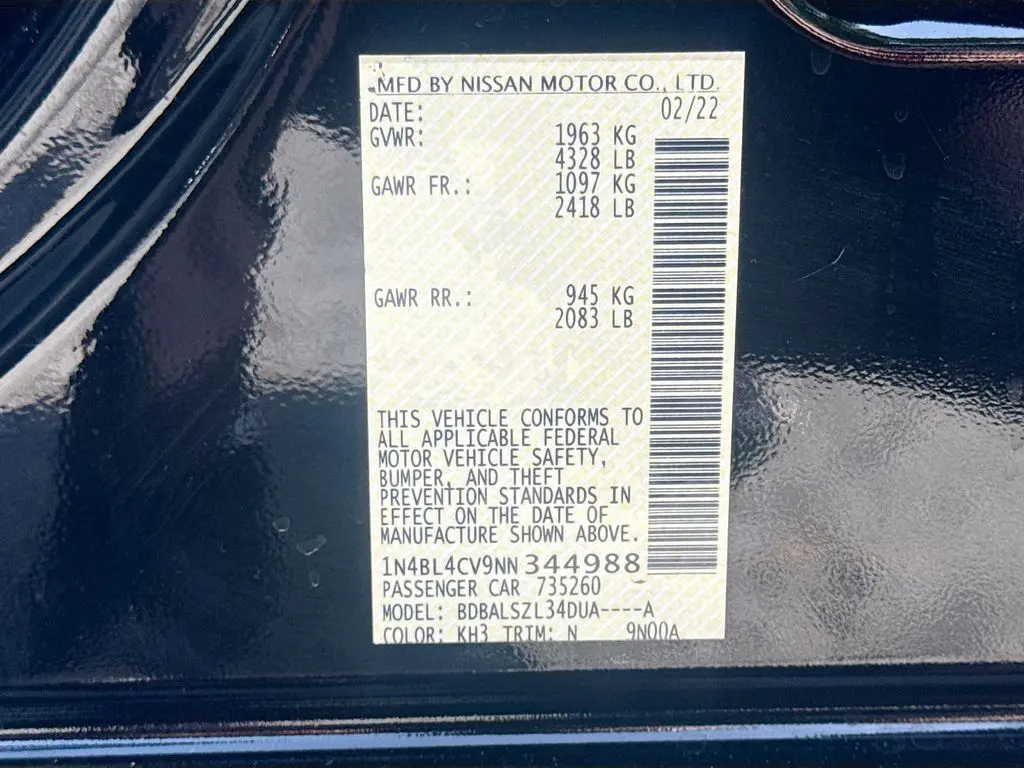 MFD BY NISSAN MOTOR CO., LTD.
DATE: 02/22
GVWR: 1963 KG
4328 LB
GAWR FR.: 1097 KG
2418 LB
GAWR RR.: 945 KG
2083 LB
THIS VEHICLE CONFORMS TO
ALL APPLICABLE FEDERAL
MOTOR VEHICLE SAFETY,
BUMPER, AND THEFT
PREVENTION STANDARDS IN
EFFECT ON THE DATE OF
MANUFACTURE SHOWN ABOVE.
1N4BL4CV9NN344988
PASSENGER CAR 735260
MODEL: BDBALSZL34DUA----A
COLOR: KH3 TRIM: N 9N00A